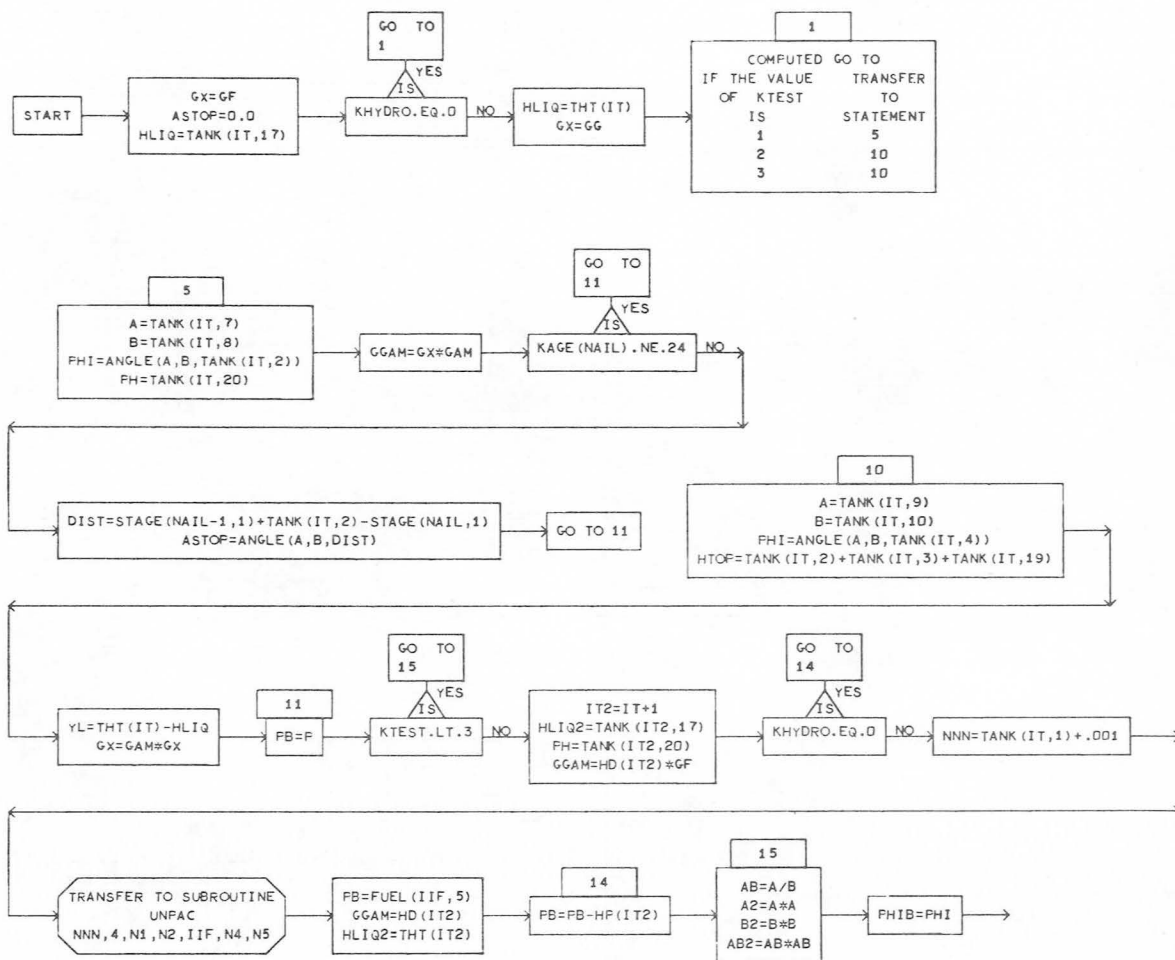 GO TO
1
YES
IS
START
GX=GF
ASTOP=0.0
HLIQ=TANK(IT,17)
KHYDRO.EQ.0
NO
HLIQ=THT(IT)
GX=GG
1
COMPUTED GO TO
IF THE VALUE TRANSFER
OF KTEST TO
IS STATEMENT
1 5
2 10
3 10
5
A=TANK(IT,7)
B=TANK(IT,8)
PHI=ANGLE(A,B,TANK(IT,2))
PH=TANK(IT,20)
GGAM=GX*GAM
GO TO
11
YES
IS
KAGE(NAIL).NE.24
NO
DIST=STAGE(NAIL-1,1)+TANK(IT,2)-STAGE(NAIL,1)
ASTOP=ANGLE(A,B,DIST)
GO TO 11
10
A=TANK(IT,9)
B=TANK(IT,10)
PHI=ANGLE(A,B,TANK(IT,4))
HTOP=TANK(IT,2)+TANK(IT,3)+TANK(IT,19)
YL=THT(IT)-HLIQ
GX=GAM*GX
11
PB=P
GO TO
15
YES
IS
KTEST.LT.3
NO
IT2=IT+1
HLIQ2=TANK(IT2,17)
PH=TANK(IT2,20)
GGAM=HD(IT2)*GF
GO TO
14
YES
IS
KHYDRO.EQ.0
NO
NNN=TANK(IT,1)+.001
TRANSFER TO SUBROUTINE
UNPAC
NNN,4,N1,N2,IIF,N4,N5
PB=FUEL(IIF,5)
GGAM=HD(IT2)
HLIQ2=THT(IT2)
14
PB=PB-HP(IT2)
15
AB=A/B
A2=A*A
B2=B*B
AB2=AB*AB
PHIB=PHI